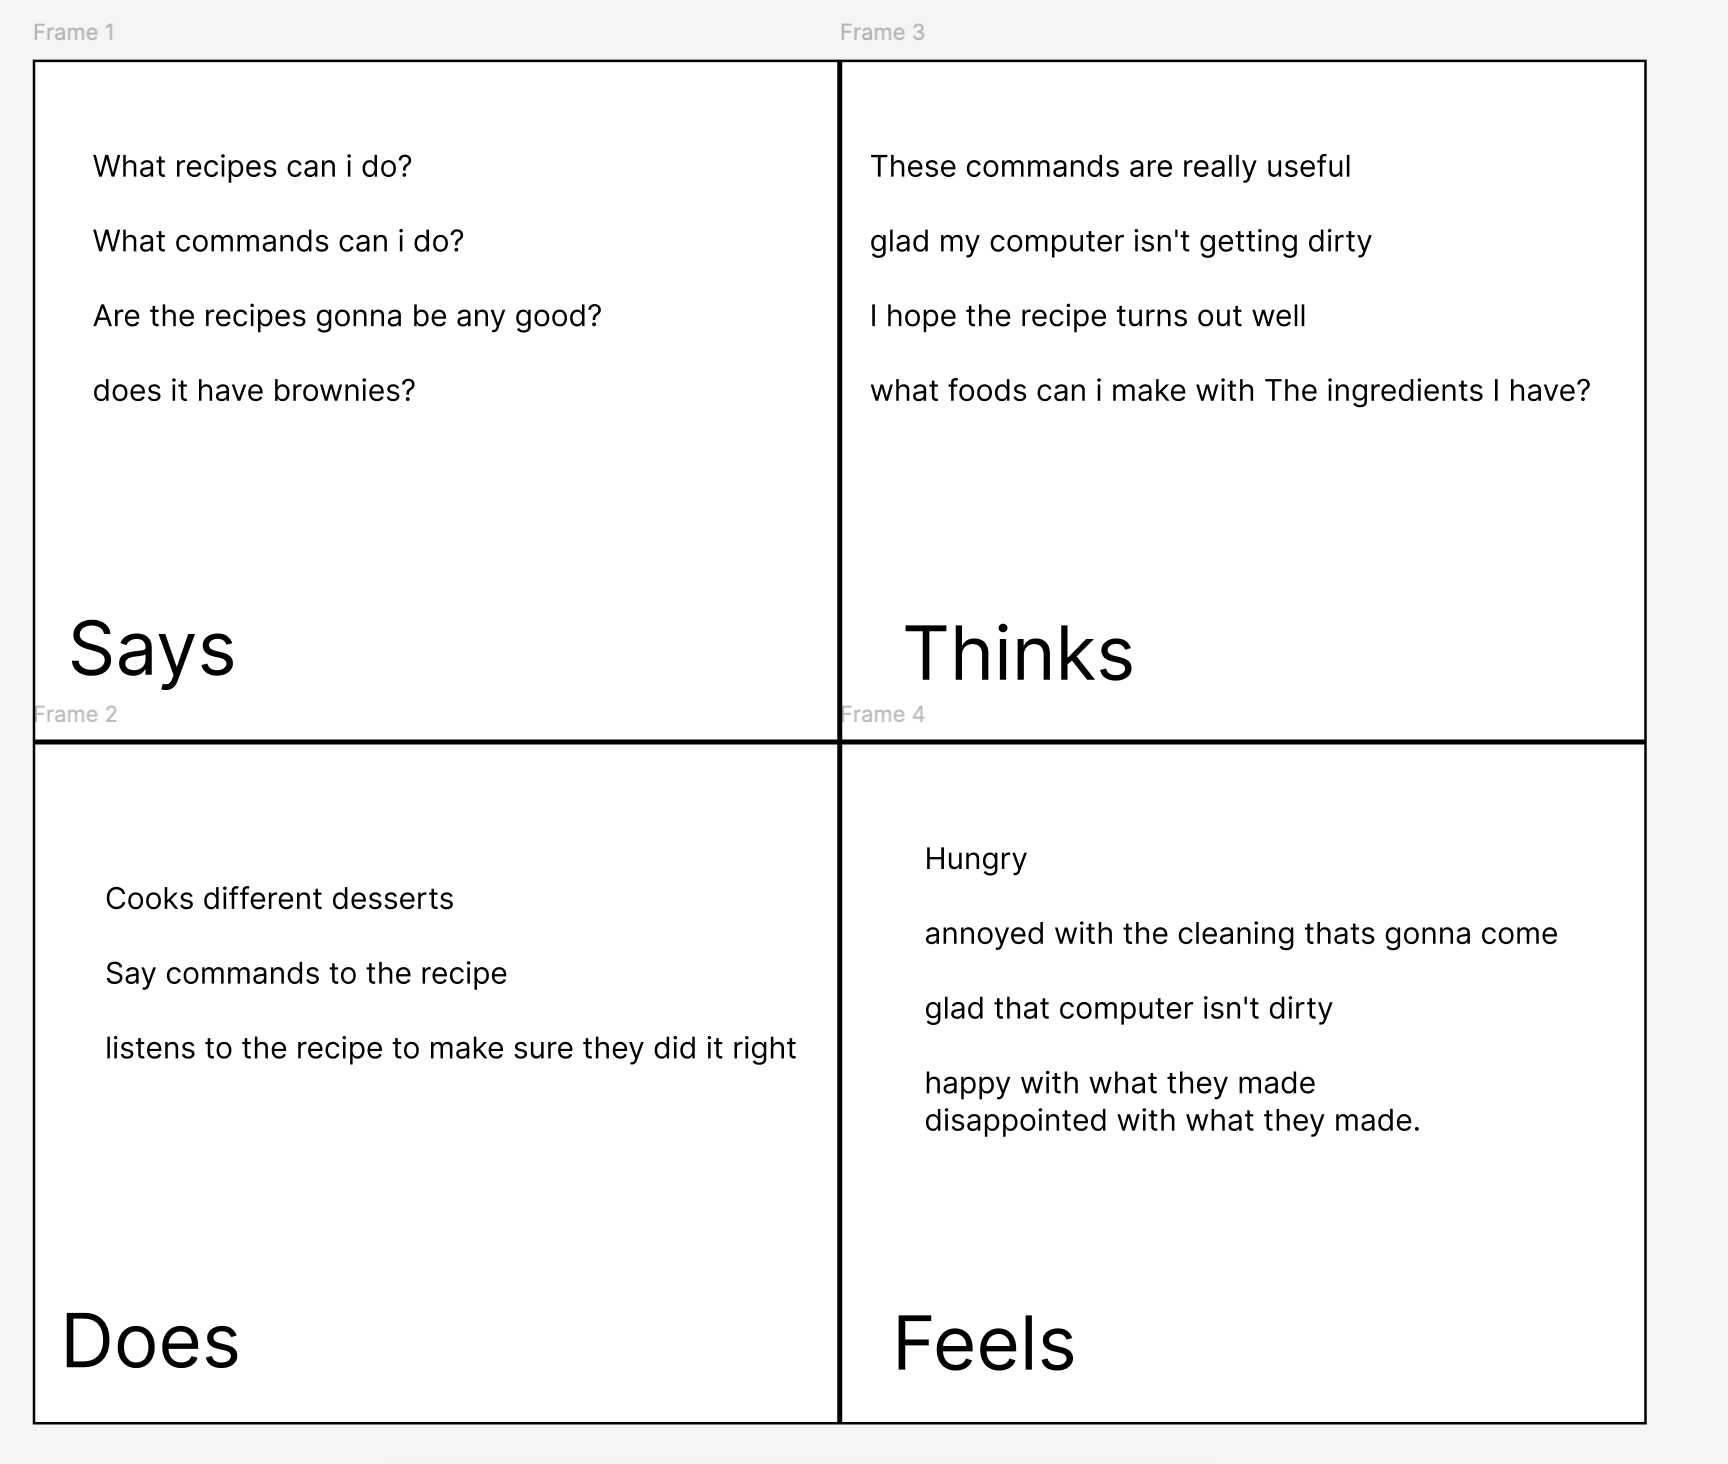 Frame 1
What recipes can i do?
What commands can i do?
Are the recipes gonna be any good?
does it have brownies?
Says
Frame 3
These commands are really useful
glad my computer isn't getting dirty
I hope the recipe turns out well
what foods can i make with The ingredients I have?
Thinks
Frame 2
Cooks different desserts
Say commands to the recipe
listens to the recipe to make sure they did it right
Does
Frame 4
Hungry
annoyed with the cleaning thats gonna come
glad that computer isn't dirty
happy with what they made
disappointed with what they made.
Feels